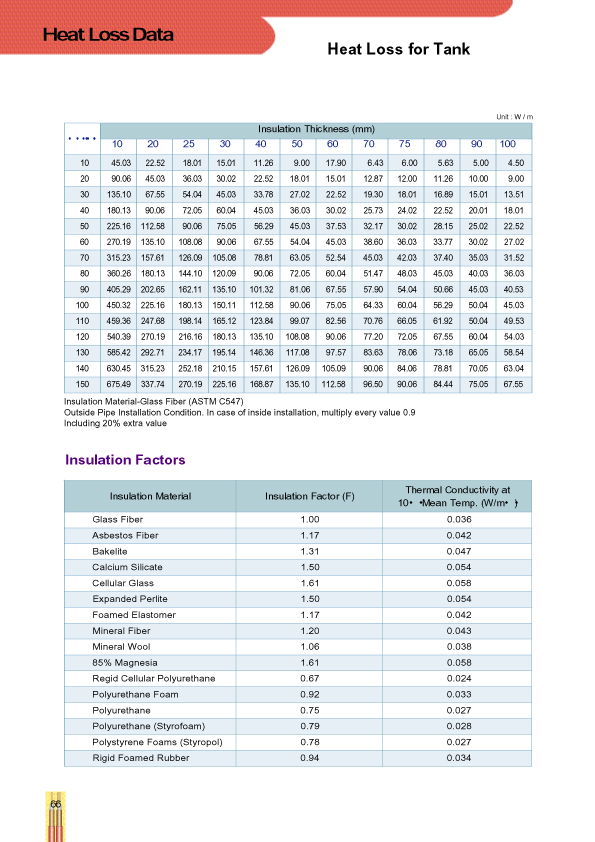 Heat Loss Data
Heat Loss for Tank
Unit : W / m
Insulation Thickness (mm)
10 20 25 30 40 50 60 70 75 80 90 100
10 45.03 22.52 18.01 15.01 11.26 9.00 17.90 6.43 6.00 5.63 5.00 4.50
20 90.06 45.03 36.03 30.02 22.52 18.01 15.01 12.87 12.00 11.26 10.00 9.00
30 135.10 67.55 54.04 45.03 33.78 27.02 22.52 19.30 18.01 16.89 15.01 13.51
40 180.13 90.06 72.05 60.04 45.03 36.03 30.02 25.73 24.02 22.52 20.01 18.01
50 225.16 112.58 90.06 75.05 56.29 45.03 37.53 32.17 30.02 28.15 25.02 22.52
60 270.19 135.10 108.08 90.06 67.55 54.04 45.03 38.60 36.03 33.77 30.02 27.02
70 315.23 157.61 126.09 105.08 78.81 63.05 52.54 45.03 42.03 37.40 35.03 31.52
80 360.26 180.13 144.10 120.09 90.06 72.05 60.04 51.47 48.03 45.03 40.03 36.03
90 405.29 202.65 162.11 135.10 101.32 81.06 67.55 57.90 54.04 50.66 45.03 40.53
100 450.32 225.16 180.13 150.11 112.58 90.06 75.05 64.33 60.04 56.29 50.04 45.03
110 459.36 247.68 198.14 165.12 123.84 99.07 82.56 70.76 66.05 61.92 50.04 49.53
120 540.39 270.19 216.16 180.13 135.10 108.08 90.06 77.20 72.05 67.55 60.04 54.03
130 585.42 292.71 234.17 195.14 146.36 117.08 97.57 83.63 78.06 73.18 65.05 58.54
140 630.45 315.23 252.18 210.15 157.61 126.09 105.09 90.06 84.06 78.81 70.05 63.04
150 675.49 337.74 270.19 225.16 168.87 135.10 112.58 96.50 90.06 84.44 75.05 67.55
Insulation Material-Glass Fiber (ASTM C547)
Outside Pipe Installation Condition. In case of inside installation, multiply every value 0.9
Including 20% extra value
Insulation Factors
Insulation Material Insulation Factor (F) Thermal Conductivity at
10• •Mean Temp. (W/m• )•
Glass Fiber 1.00 0.036
Asbestos Fiber 1.17 0.042
Bakelite 1.31 0.047
Calcium Silicate 1.50 0.054
Cellular Glass 1.61 0.058
Expanded Perlite 1.50 0.054
Foamed Elastomer 1.17 0.042
Mineral Fiber 1.20 0.043
Mineral Wool 1.06 0.038
85% Magnesia 1.61 0.058
Regid Cellular Polyurethane 0.67 0.024
Polyurethane Foam 0.92 0.033
Polyurethane 0.75 0.027
Polyurethane (Styrofoam) 0.79 0.028
Polystyrene Foams (Styropol) 0.78 0.027
Rigid Foamed Rubber 0.94 0.034
66